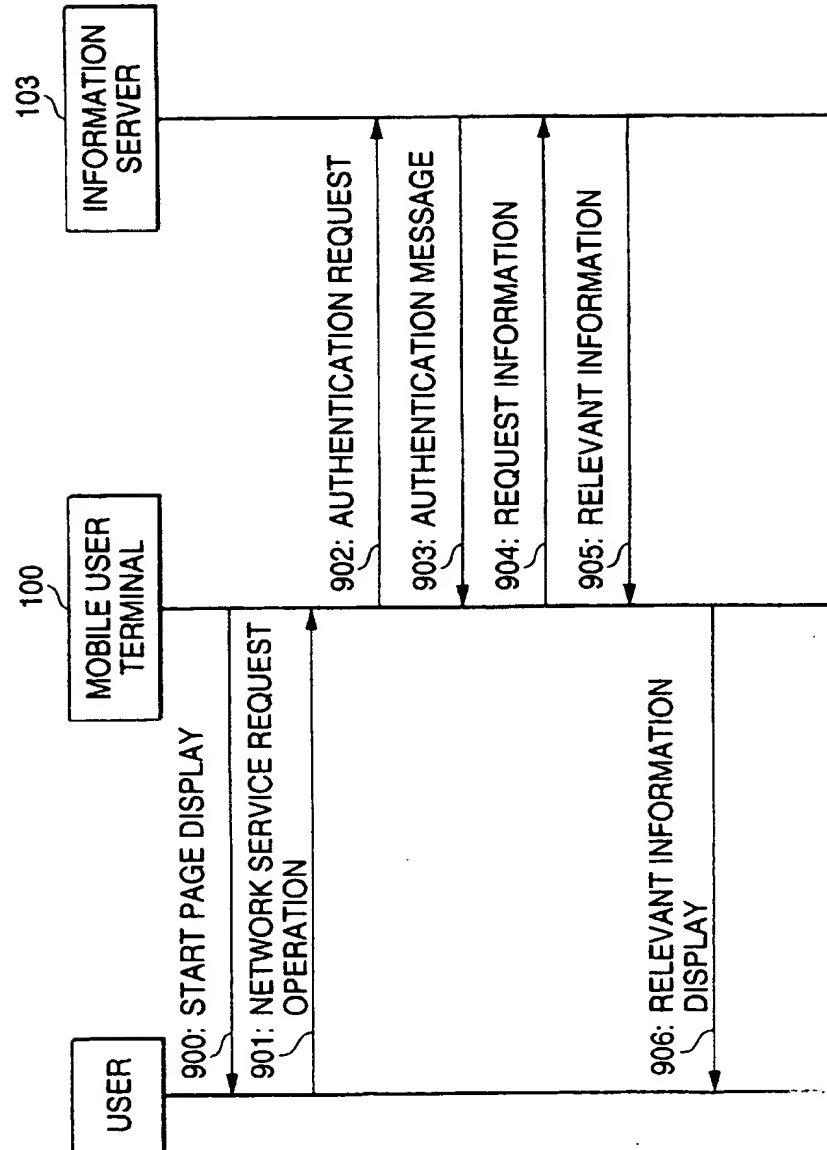 USER
100
MOBILE USER
TERMINAL
103
INFORMATION
SERVER
900: START PAGE DISPLAY
901: NETWORK SERVICE REQUEST
OPERATION
902: AUTHENTICATION REQUEST
903: AUTHENTICATION MESSAGE
904: REQUEST INFORMATION
905: RELEVANT INFORMATION
906: RELEVANT INFORMATION
DISPLAY